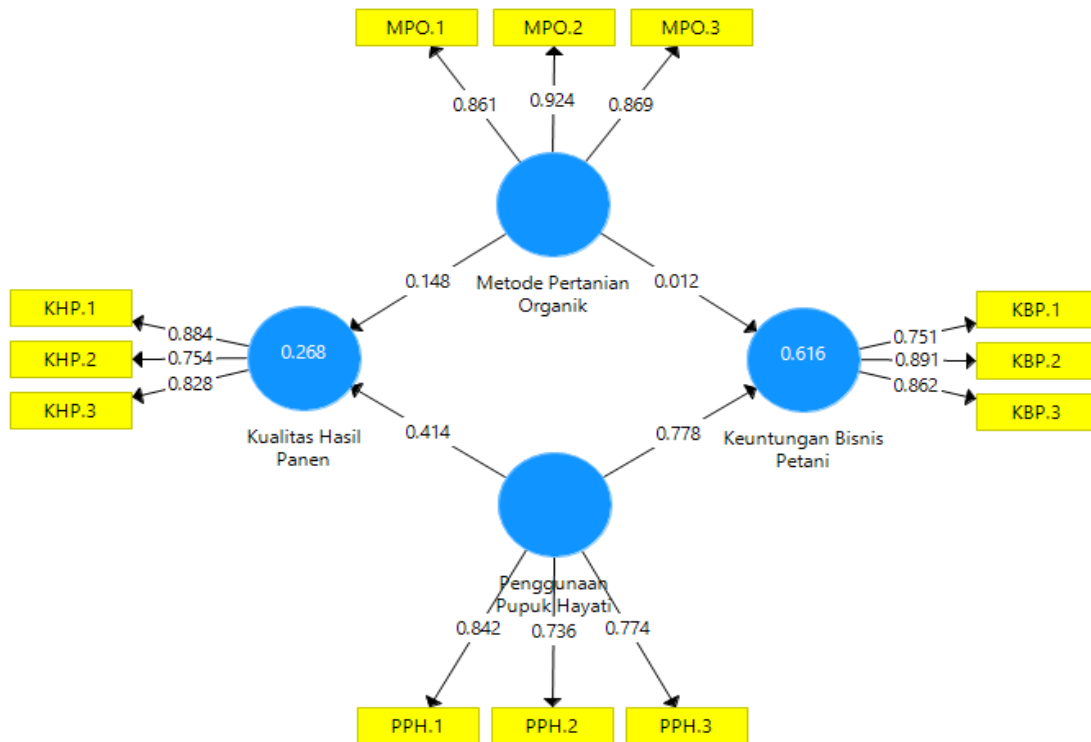 MPO.1
MPO.2
MPO.3
0.861
0.924
0.869
Metode Pertanian
Organik
0.148
0.012
KHP.1
KHP.2
KHP.3
0.884
0.754
0.828
0.268
Kualitas Hasil
Panen
0.616
Keuntungan Bisnis
Petani
0.751
0.891
0.862
KBP.1
KBP.2
KBP.3
0.414
0.778
Penggunaan
Pupuk Hayati
0.842
0.736
0.774
PPH.1
PPH.2
PPH.3